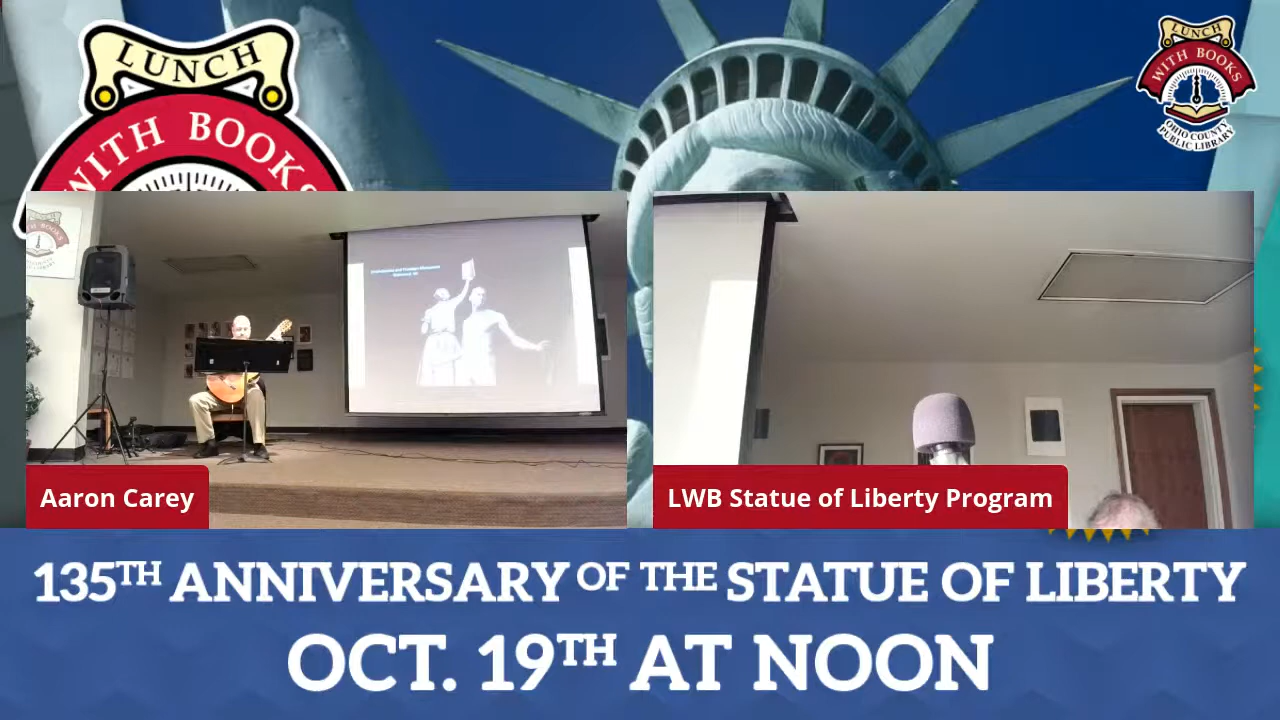 LUNCH
WITH BOOKS
LUNCH
WITH BOOKS
OHIO COUNTY
PUBLIC LIBRARY
Aaron Carey
LWB Statue of Liberty Program
135TH ANNIVERSARY OF THE STATUE OF LIBERTY
OCT. 19TH AT NOON